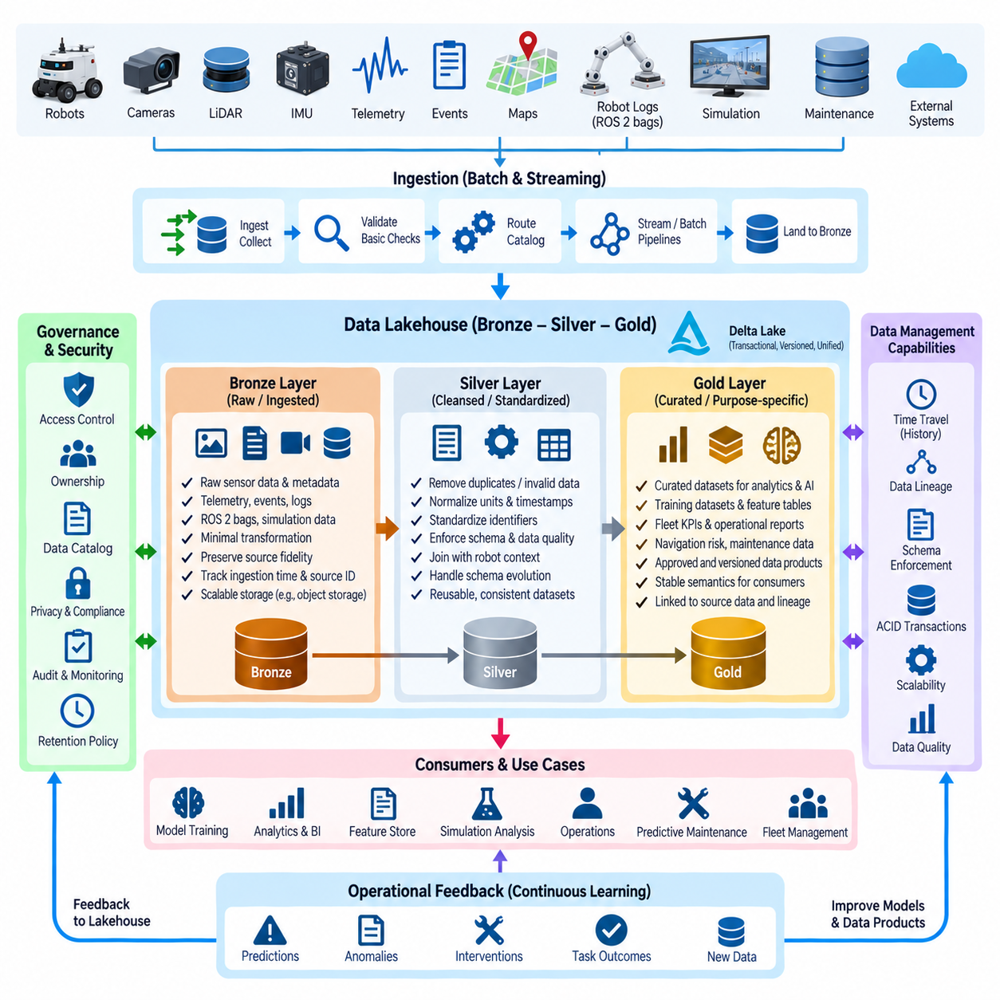 Robots
Cameras
LiDAR
IMU
Telemetry
Events
Maps
Robot Logs
(ROS 2 bags)
Simulation
Maintenance
External
Systems
Ingestion (Batch & Streaming)
Ingest
Collect
Validate
Basic Checks
Route
Catalog
Stream / Batch
Pipelines
Land to Bronze
Governance
& Security
Access Control
Ownership
Data Catalog
Privacy & Compliance
Audit & Monitoring
Retention Policy
Data Lakehouse (Bronze – Silver – Gold)
Delta Lake
(Transactional, Versioned, Unified)
Bronze Layer
(Raw / Ingested)
Raw sensor data & metadata
Telemetry, events, logs
ROS 2 bags, simulation data
Minimal transformation
Preserve source fidelity
Track ingestion time & source ID
Scalable storage (e.g., object storage)
Bronze
Silver Layer
(Cleansed / Standardized)
Remove duplicates / invalid data
Normalize units & timestamps
Standardize identifiers
Enforce schema & data quality
Join with robot context
Handle schema evolution
Reusable, consistent datasets
Silver
Gold Layer
(Curated / Purpose-specific)
Curated datasets for analytics & AI
Training datasets & feature tables
Fleet KPIs & operational reports
Navigation risk, maintenance data
Approved and versioned data products
Stable semantics for consumers
Linked to source data and lineage
Gold
Data Management
Capabilities
Time Travel
(History)
Data Lineage
Schema
Enforcement
ACID Transactions
Scalability
Data Quality
Consumers & Use Cases
Model Training
Analytics & BI
Feature Store
Simulation Analysis
Operations
Predictive Maintenance
Fleet Management
Operational Feedback (Continuous Learning)
Predictions
Anomalies
Interventions
Task Outcomes
New Data
Feedback
to Lakehouse
Improve Models
& Data Products